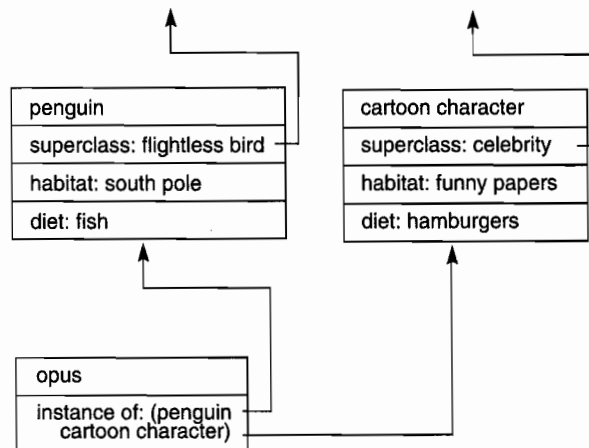 penguin
superclass: flightless bird
habitat: south pole
diet: fish
cartoon character
superclass: celebrity
habitat: funny papers
diet: hamburgers
opus
instance of: (penguin
cartoon character)